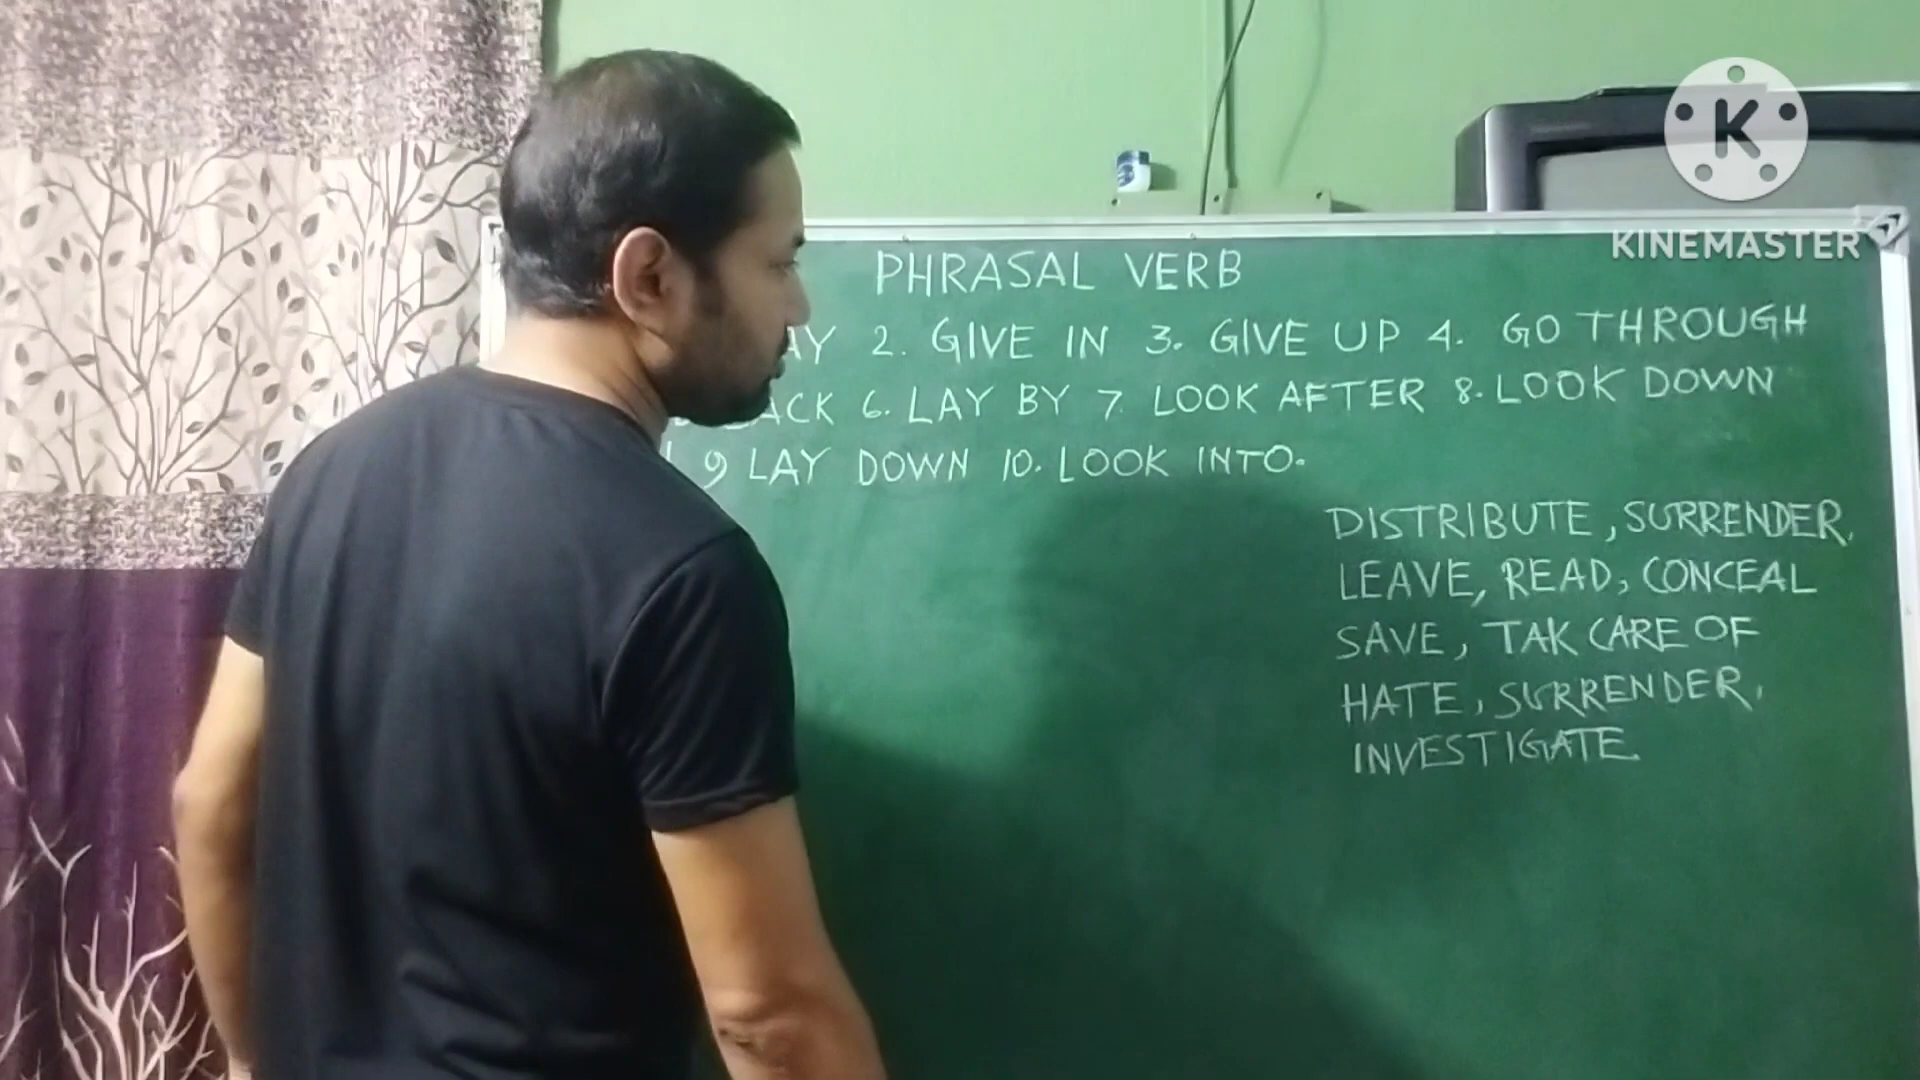 K
KINEMASTER
PHRASAL VERB
AY 2. GIVE IN 3. GIVE UP 4. GO THROUGH
ACK 6. LAY BY 7. LOOK AFTER 8. LOOK DOWN
9 LAY DOWN 10. LOOK INTO.
DISTRIBUTE, SURRENDER,
LEAVE, READ, CONCEAL
SAVE, TAK CARE OF
HATE, SURRENDER,
INVESTIGATE.